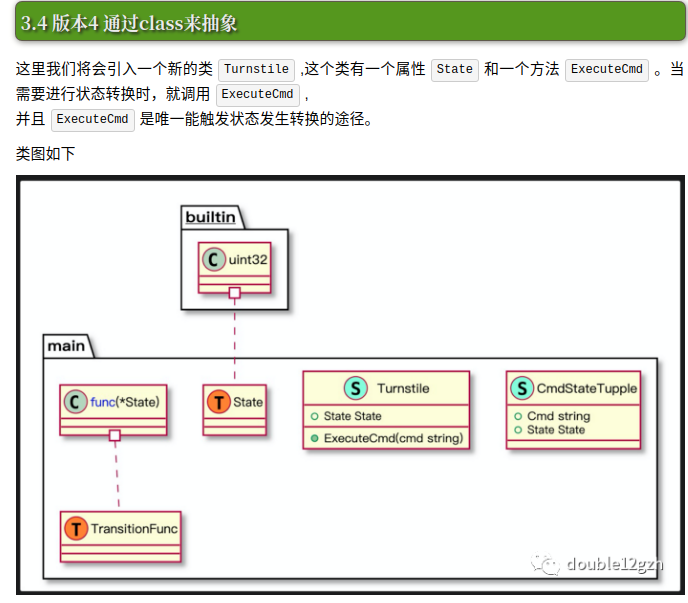 3.4 版本4 通过class来抽象
这里我们将会引入一个新的类 Turnstile ,这个类有一个属性 State 和一个方法 ExecuteCmd 。当
需要进行状态转换时，就调用 ExecuteCmd ，
并且 ExecuteCmd 是唯一能触发状态发生转换的途径。
类图如下
builtin
C uint32
main
C func(*State)
T State
S Turnstile
State State
ExecuteCmd(cmd string)
S CmdStateTupple
Cmd string
State State
T TransitionFunc
double12gzh